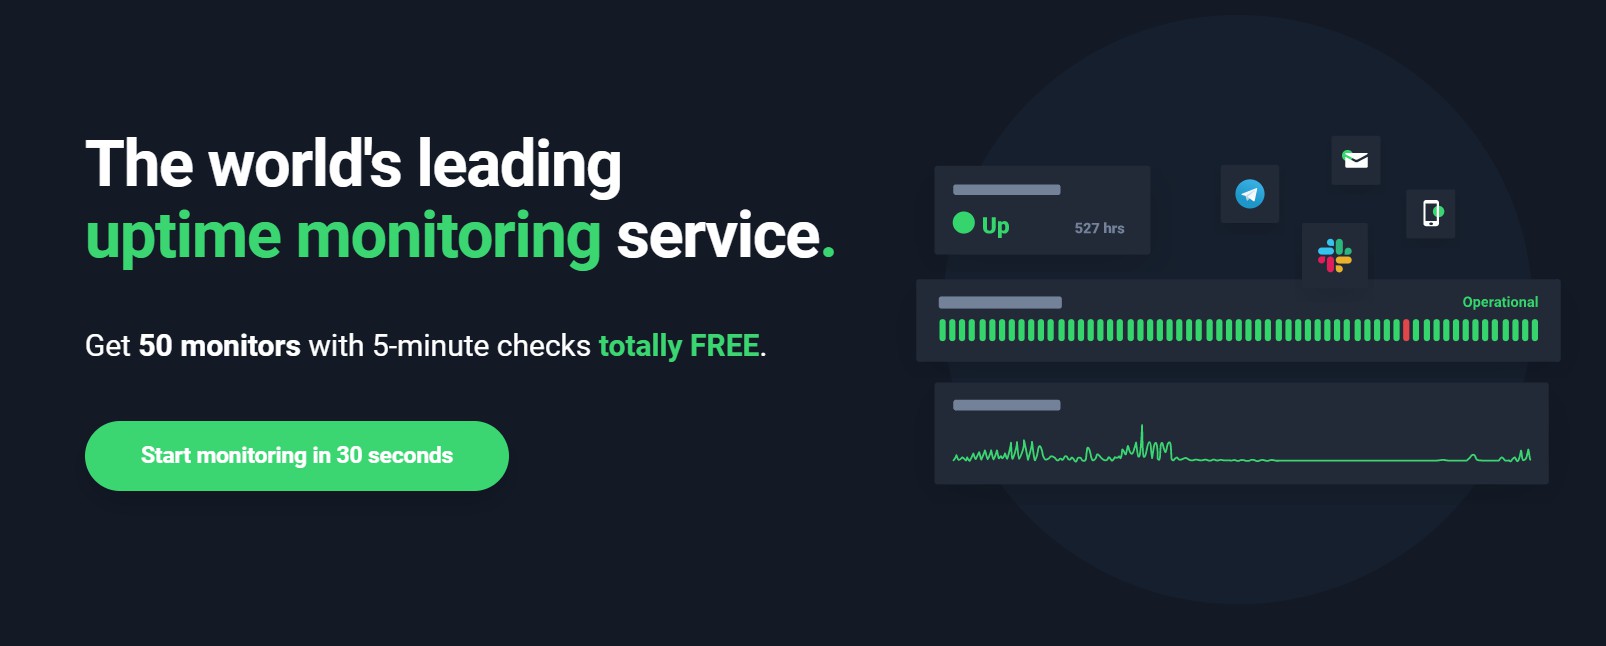 The world's leading
uptime monitoring service.
Get 50 monitors with 5-minute checks totally FREE.
Start monitoring in 30 seconds
Up
527 hrs
Operational